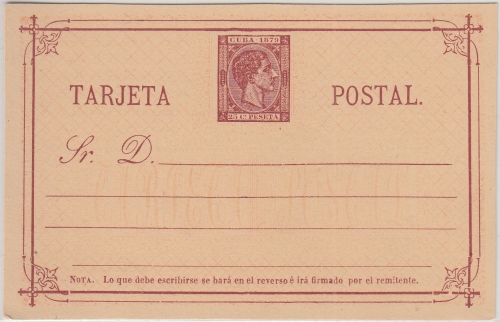 CUBA 1879
25 Cs PESETA
TARJETA POSTAL.
Sr. D.
NOTA. Lo que debe escribirse se hará en el reverso é irá firmado por el remitente.